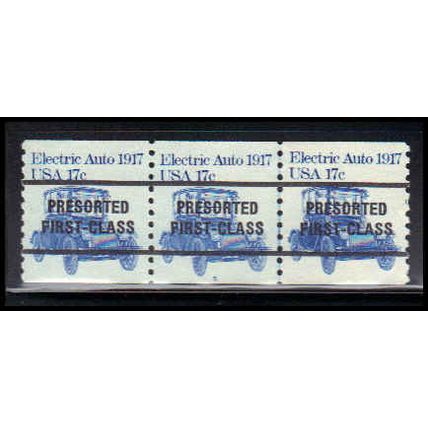 Electric Auto 1917 Electric Auto 1917 Electric Auto 1917
USA 17c USA 17c USA 17c
PRESORTED PRESORTED PRESORTED
FIRST-CLASS FIRST-CLASS FIRST-CLASS